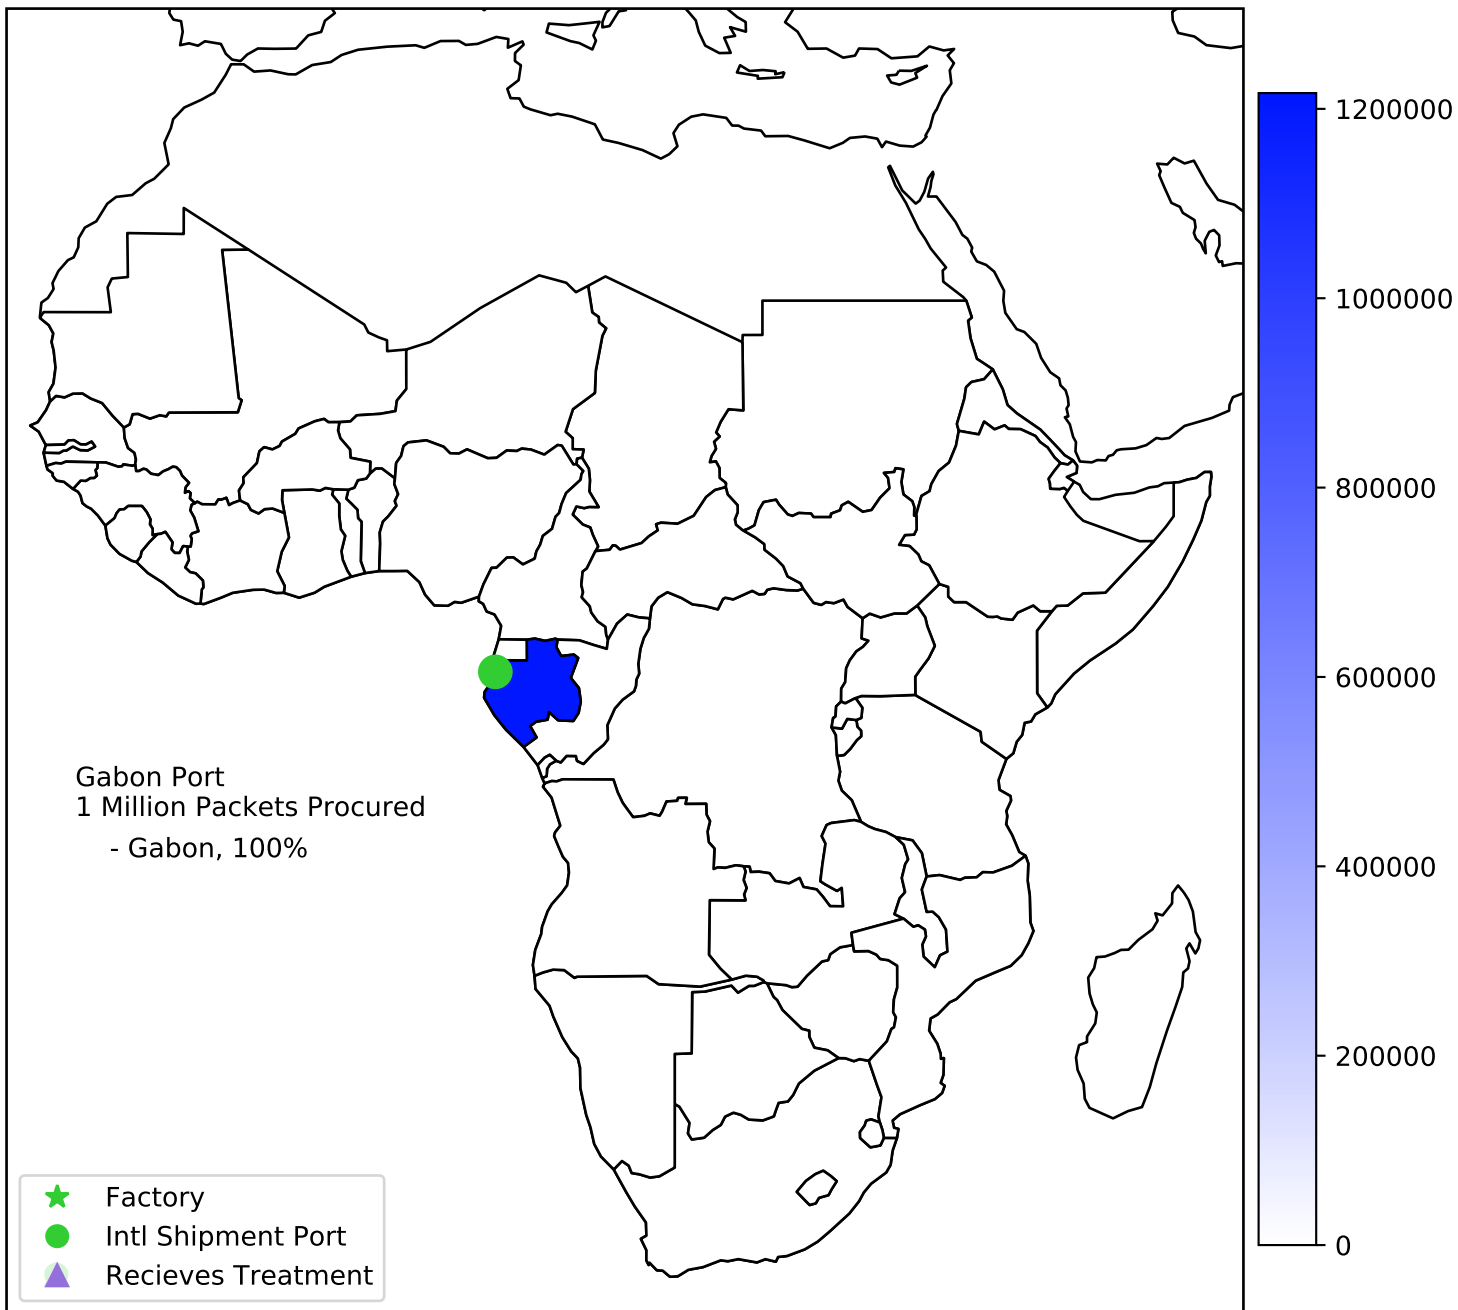 Gabon Port
1 Million Packets Procured
- Gabon, 100%
Factory
Intl Shipment Port
Recieves Treatment
1200000
1000000
800000
600000
400000
200000
0